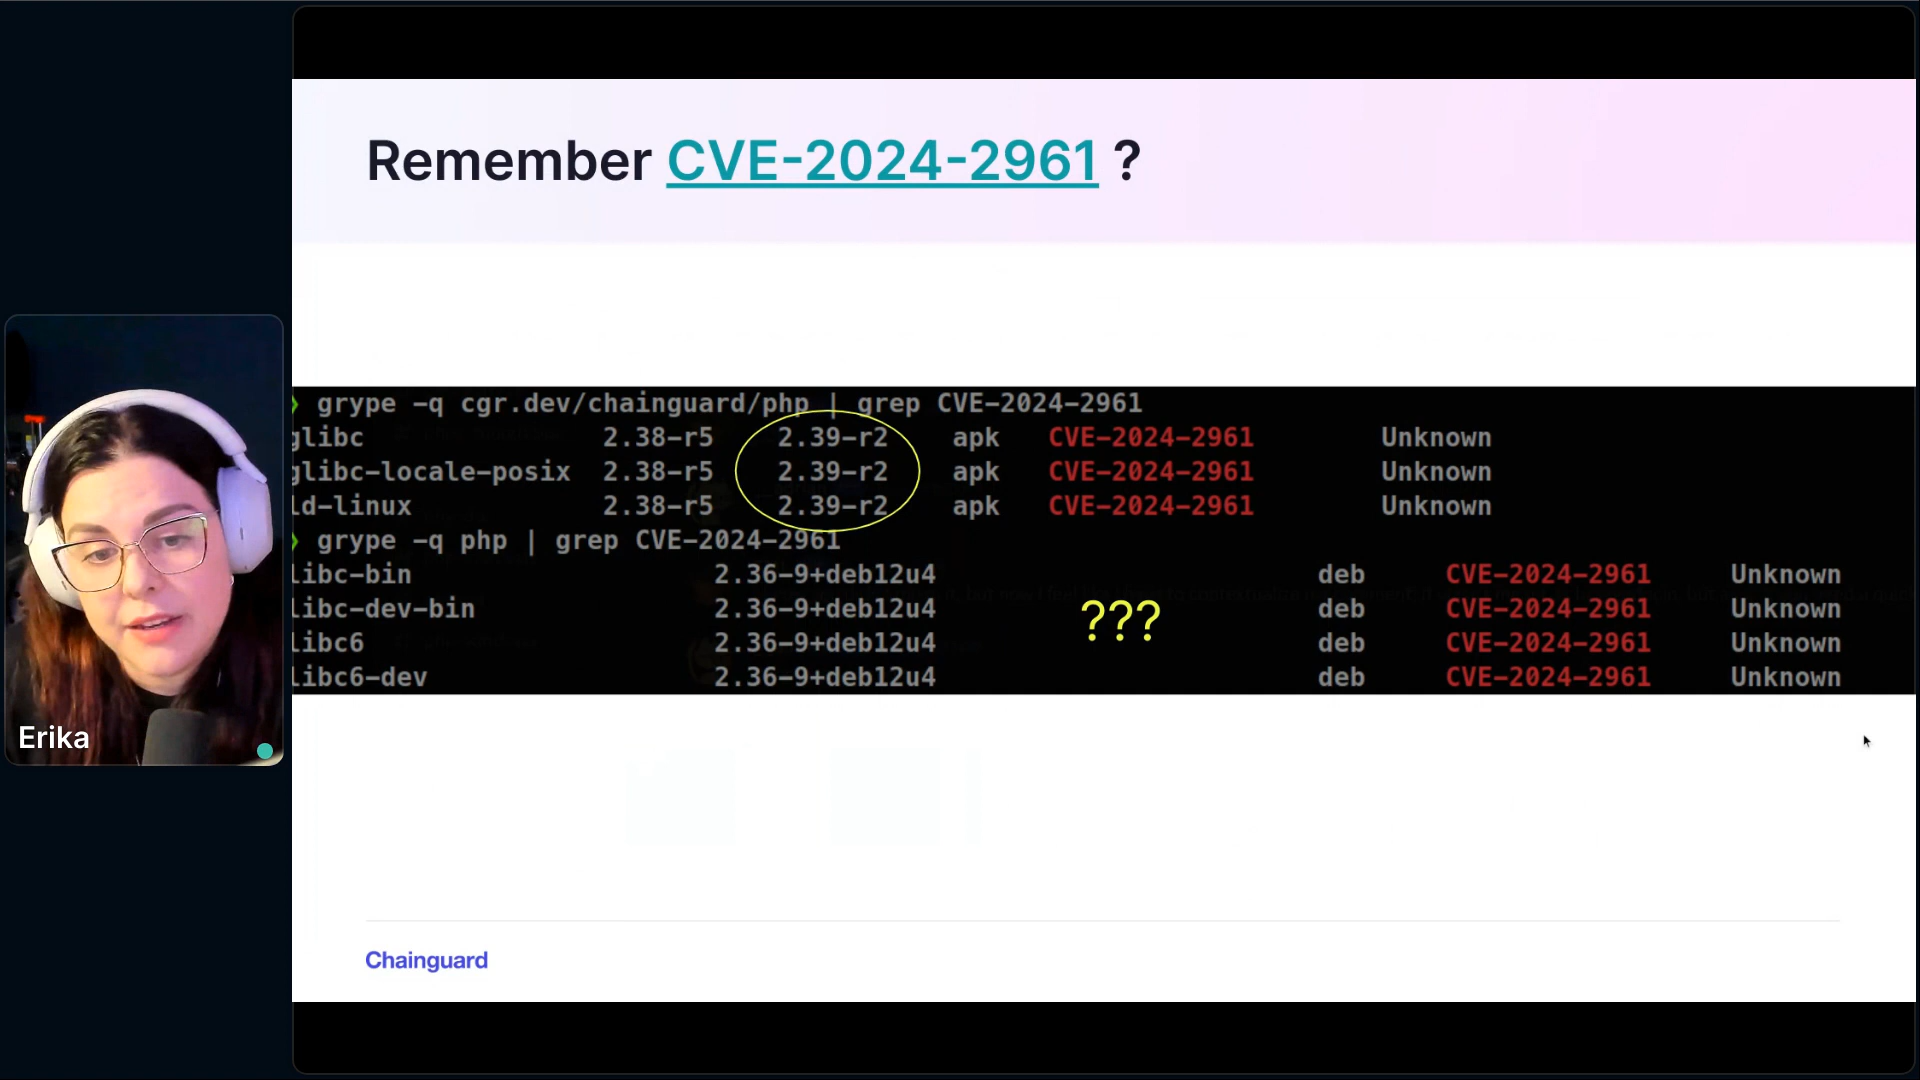 Remember CVE-2024-2961 ?
❯ grype -q cgr.dev/chainguard/php | grep CVE-2024-2961
glibc 2.38-r5 2.39-r2 apk CVE-2024-2961 Unknown
glibc-locale-posix 2.38-r5 2.39-r2 apk CVE-2024-2961 Unknown
ld-linux 2.38-r5 2.39-r2 apk CVE-2024-2961 Unknown
❯ grype -q php | grep CVE-2024-2961
libc-bin 2.36-9+deb12u4 deb CVE-2024-2961 Unknown
libc-dev-bin 2.36-9+deb12u4 deb CVE-2024-2961 Unknown
???
libc6 2.36-9+deb12u4 deb CVE-2024-2961 Unknown
libc6-dev 2.36-9+deb12u4 deb CVE-2024-2961 Unknown
Erika
Chainguard